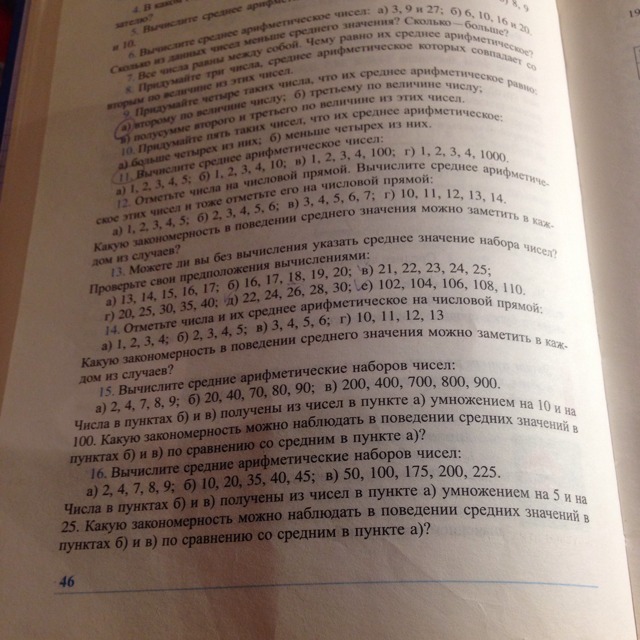 4. В каком
8, 9
зателю?
5. Вычислите среднее чисел: а) 3, 9 и 27; б) 6, 10, 16 и 20.
и 10.
6. Вычислите среднее арифметическое чисел:
Сколько из данных чисел меньше среднего значения? Сколько — больше?
7. Все числа равны между собой. Чему равно их среднее арифметическое?
8. Придумайте три числа, среднее арифметическое которых совпадает со
вторым по величине из этих чисел.
9. Придумайте четыре таких числа, что их среднее арифметическое равно:
а) второму по величине числу; б) третьему по величине числу;
в) полусумме второго и третьего по величине из этих чисел.
10. Придумайте пять таких чисел, что их среднее арифметическое:
а) больше четырех из них; б) меньше четырех из них.
11. Вычислите среднее арифметическое чисел:
а) 1, 2, 3, 4, 5; б) 1, 2, 3, 4, 10; в) 1, 2, 3, 4, 100; г) 1, 2, 3, 4, 1000.
12. Отметьте числа на числовой прямой. Вычислите среднее арифметиче-
ское этих чисел и тоже отметьте его на числовой прямой:
а) 1, 2, 3, 4, 5; б) 2, 3, 4, 5, 6; в) 3, 4, 5, 6, 7; г) 10, 11, 12, 13, 14.
Какую закономерность в поведении среднего значения можно заметить в каж-
дом из случаев?
13. Можете ли вы без вычисления указать среднее значение набора чисел?
Проверьте свои предположения вычислениями:
а) 13, 14, 15, 16, 17; б) 16, 17, 18, 19, 20; в) 21, 22, 23, 24, 25;
г) 20, 25, 30, 35, 40; д) 22, 24, 26, 28, 30; е) 102, 104, 106, 108, 110.
14. Отметьте числа и их среднее арифметическое на числовой прямой:
а) 1, 2, 3, 4; б) 2, 3, 4, 5; в) 3, 4, 5, 6; г) 10, 11, 12, 13
Какую закономерность в поведении среднего значения можно заметить в каж-
дом из случаев?
15. Вычислите средние арифметические наборов чисел:
а) 2, 4, 7, 8, 9; б) 20, 40, 70, 80, 90; в) 200, 400, 700, 800, 900.
Числа в пунктах б) и в) получены из чисел в пункте а) умножением на 10 и на
100. Какую закономерность можно наблюдать в поведении средних значений в
пунктах б) и в) по сравнению со средним в пункте а)?
16. Вычислите средние арифметические наборов чисел:
а) 2, 4, 7, 8, 9; б) 10, 20, 35, 40, 45; в) 50, 100, 175, 200, 225.
Числа в пунктах б) и в) получены из чисел в пункте а) умножением на 5 и на
25. Какую закономерность можно наблюдать в поведении средних значений в
пунктах б) и в) по сравнению со средним в пункте а)?
46
19